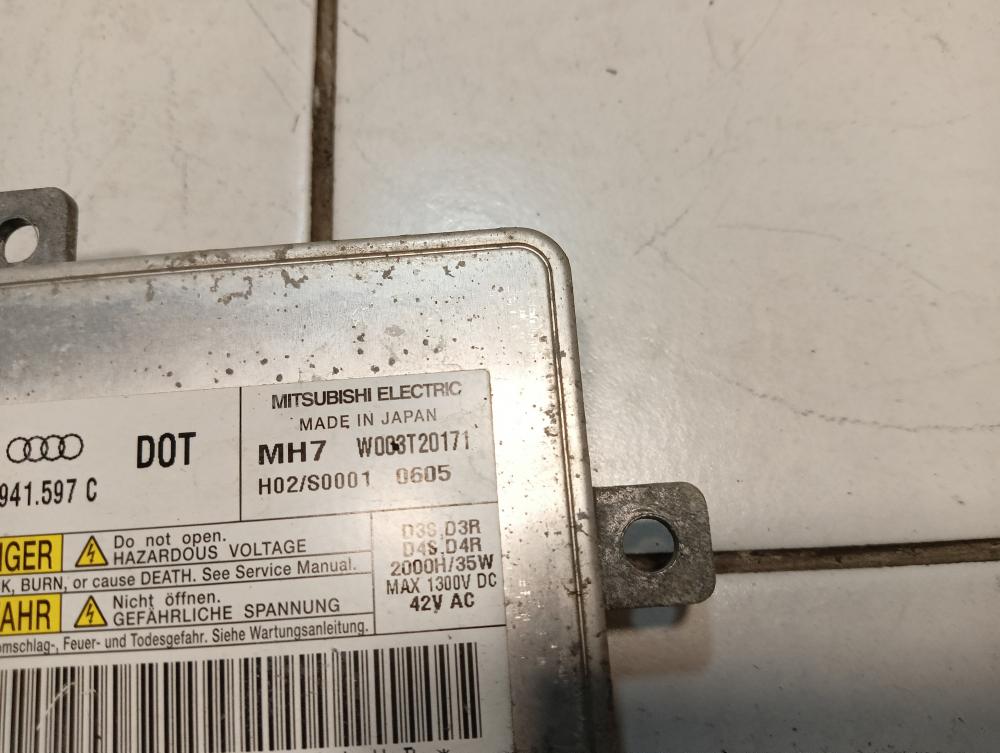 MITSUBISHI ELECTRIC
MADE IN JAPAN
MH7 W003T20171
H02/S0001 0605
DOT
941.597 C
NGER
Do not open.
HAZARDOUS VOLTAGE
K, BURN, or cause DEATH. See Service Manual.
AHR
Nicht öffnen.
GEFÄHRLICHE SPANNUNG
omschlag-, Feuer- und Todesgefahr. Siehe Wartungsanleitung.
D3S,D3R
D4S,D4R
2000H/35W
MAX 1300V DC
42V AC